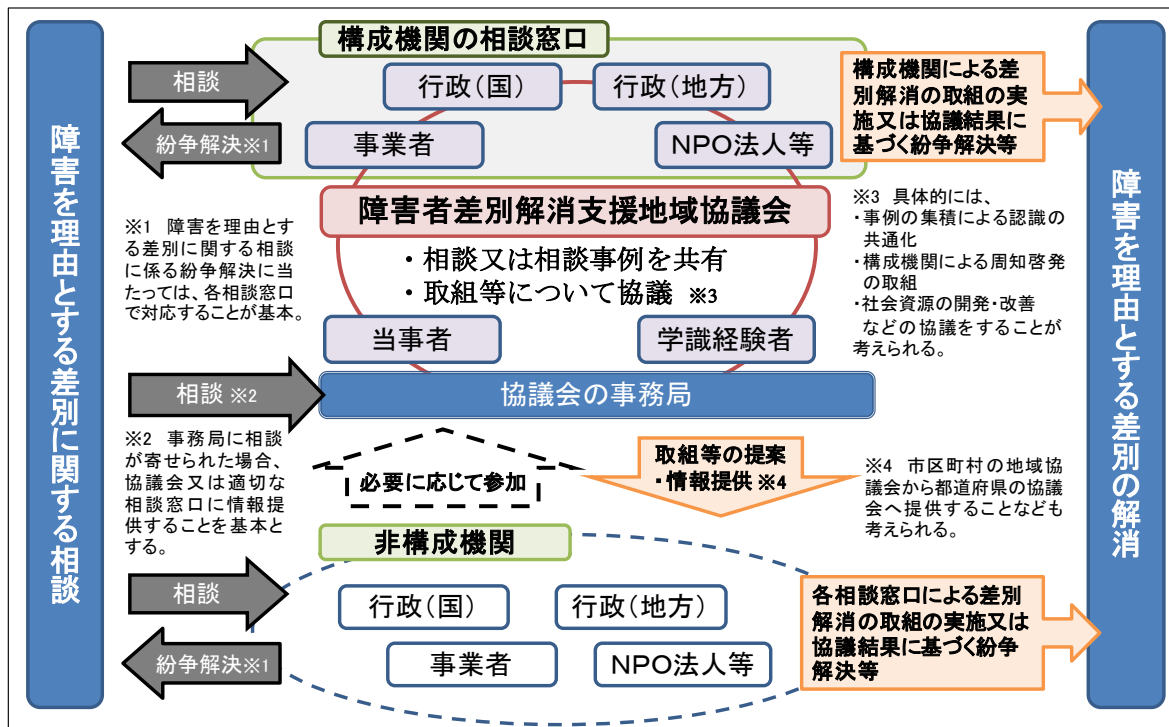 障害を理由とする差別に関する相談
構成機関の相談窓口
相談
紛争解決※1
行政(国)
行政(地方)
事業者
NPO法人等
構成機関による差
別解消の取組の実
施又は協議結果に
基づく紛争解決等
障害者差別解消支援地域協議会
・相談又は相談事例を共有
・取組等について協議 ※3
※1 障害を理由とす
る差別に関する相談
に係る紛争解決に当
たっては、各相談窓口
で対応することが基本。
※3 具体的には、
・事例の集積による認識の
共通化
・構成機関による周知啓発
の取組
・社会資源の開発・改善
などの協議をすることが
考えられる。
当事者
学識経験者
相談 ※2
協議会の事務局
※2 事務局に相談
が寄せられた場合、
協議会又は適切な
相談窓口に情報提
供することを基本と
する。
必要に応じて参加
取組等の提案
・情報提供 ※4
※4 市区町村の地域協
議会から都道府県の協議
会へ提供することなども
考えられる。
非構成機関
相談
紛争解決※1
行政(国)
行政(地方)
事業者
NPO法人等
各相談窓口による差別
解消の取組の実施又は
協議結果に基づく紛争
解決等
障害を理由とする差別の解消